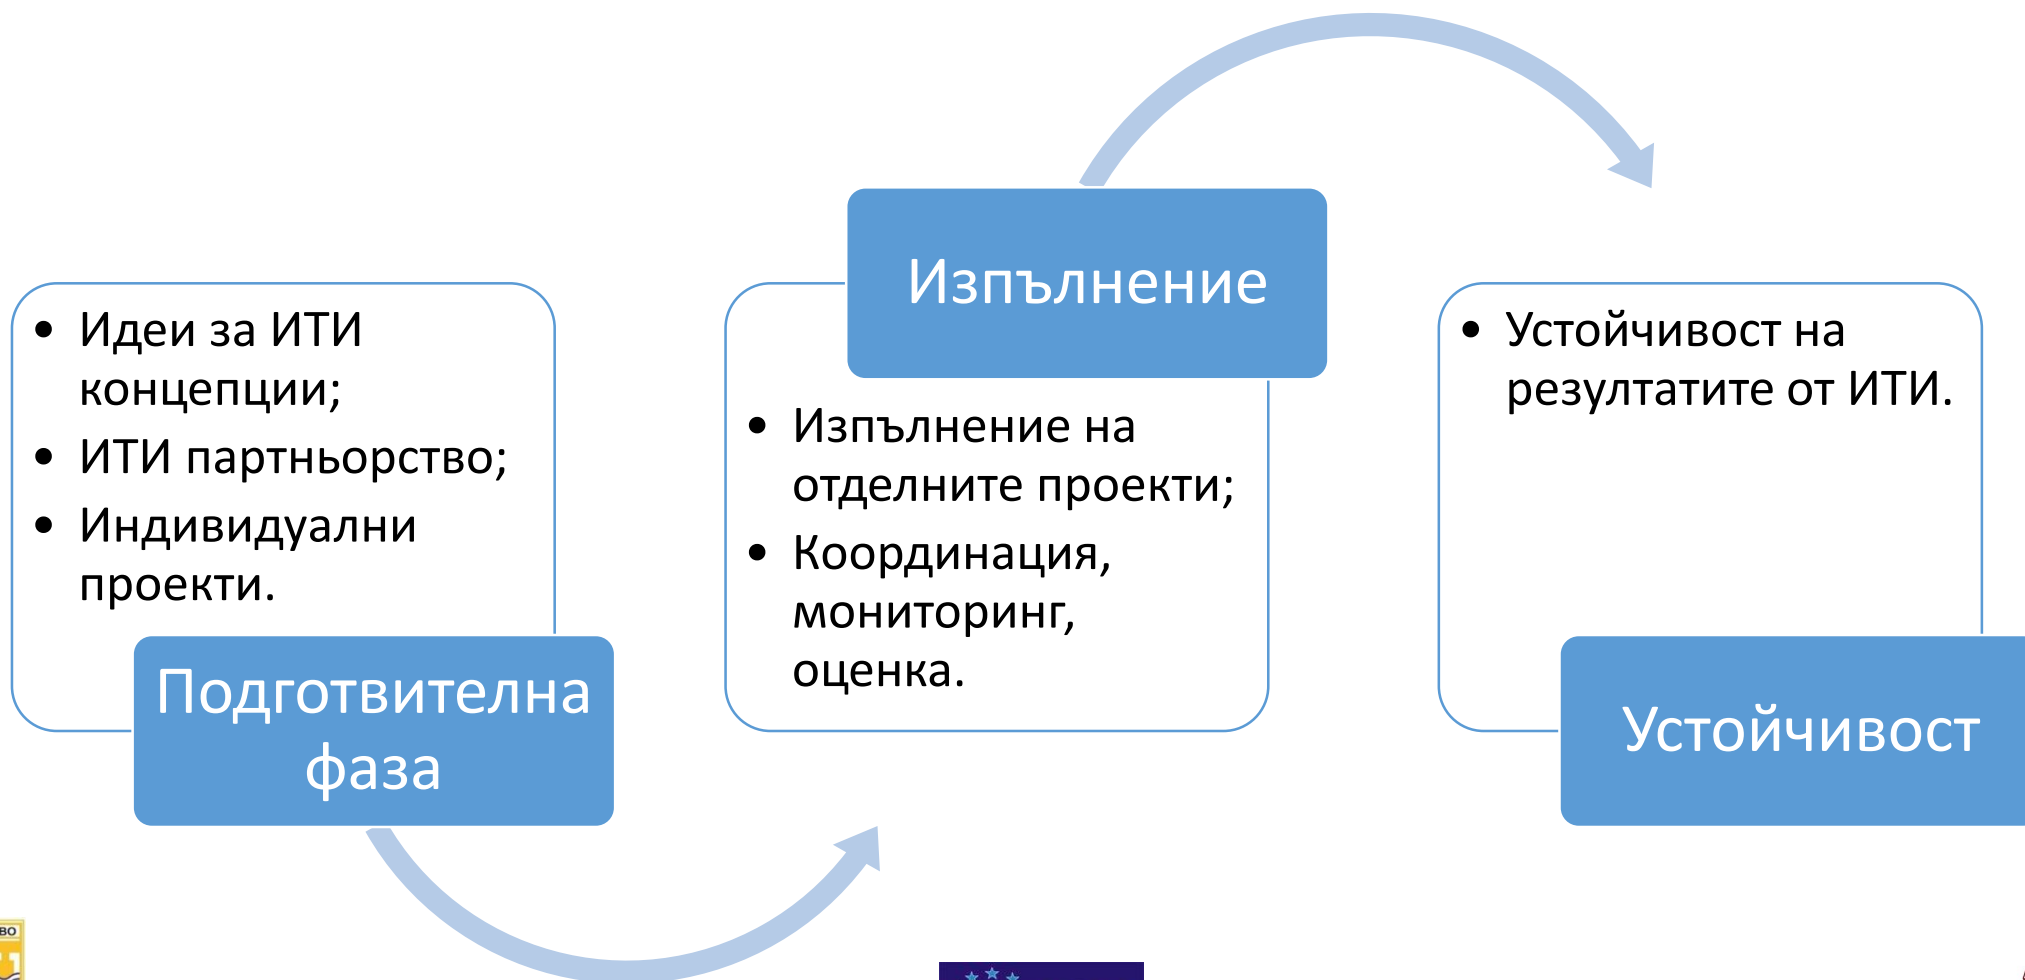 Идеи за ИТИ
концепции;
ИТИ партньорство;
Индивидуални
проекти.
Подготвителна
фаза
Изпълнение
Изпълнение на
отделните проекти;
Координация,
мониторинг,
оценка.
Устойчивост на
резултатите от ИТИ.
Устойчивост